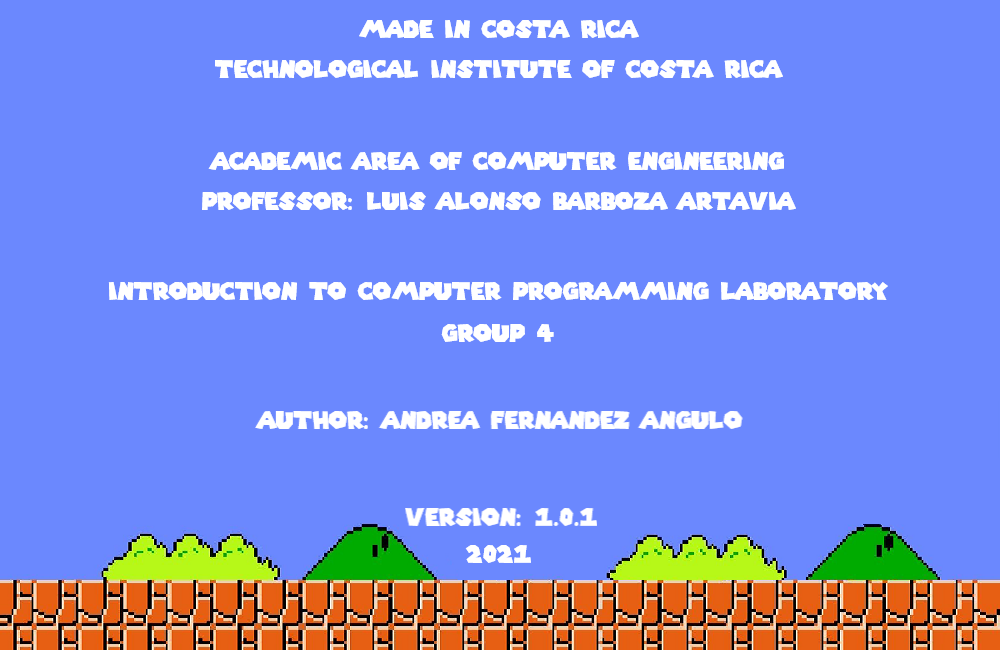 MADE IN COSTA RICA
TECHNOLOGICAL INSTITUTE OF COSTA RICA
ACADEMIC AREA OF COMPUTER ENGINEERING
PROFESSOR: LUIS ALONSO BARBOZA ARTAVIA
INTRODUCTION TO COMPUTER PROGRAMMING LABORATORY
GROUP 4
AUTHOR: ANDREA FERNANDEZ ANGULO
VERSION: 1.0.1
2021